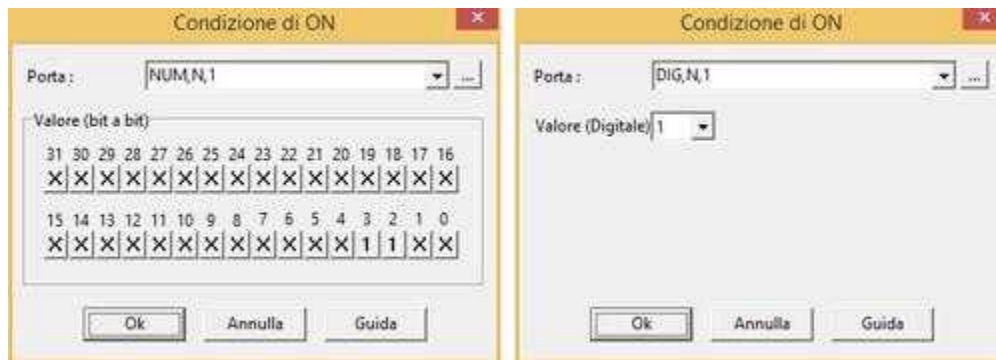 Condizione di ON
Porta : NUM,N,1 ...
Valore (bit a bit)
31 30 29 28 27 26 25 24 23 22 21 20 19 18 17 16
X X X X X X X X X X X X X X X X
15 14 13 12 11 10 9 8 7 6 5 4 3 2 1 0
X X X X X X X X X X X X 1 1 X X
Ok Annulla Guida
Condizione di ON
Porta : DIG,N,1 ...
Valore (Digitale) 1
Ok Annulla Guida